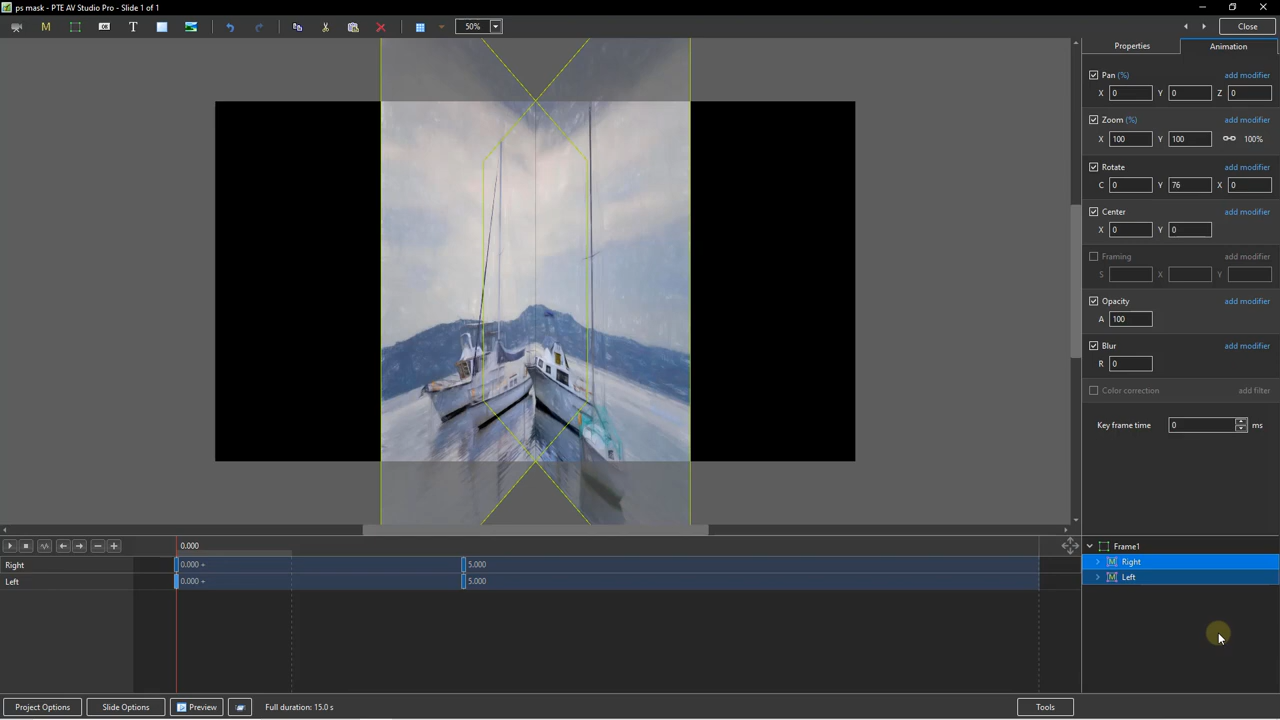 ps mask - PTE AV Studio Pro - Slide 1 of 1
M OK T 50% Close
Properties Animation
Pan (%) add modifier
X 0 Y 0 Z 0
Zoom (%) add modifier
X 100 Y 100 100%
Rotate add modifier
C 0 Y 76 X 0
Center add modifier
X 0 Y 0
Framing add modifier
S X Y
Opacity add modifier
A 100
Blur add modifier
R 0
Color correction add filter
Key frame time 0 ms
0.000
Right 0.000 + 5.000
Left 0.000 + 5.000
Frame1
[M] Right
[M] Left
Project Options Slide Options Preview Full duration: 15.0 s Tools